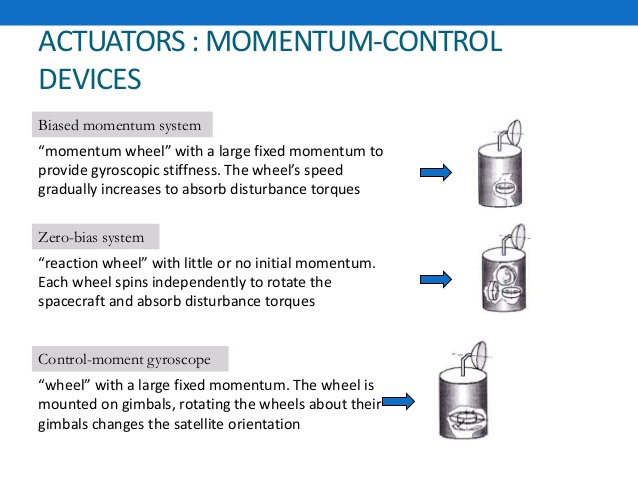 ACTUATORS : MOMENTUM-CONTROL
DEVICES
Biased momentum system
“momentum wheel” with a large fixed momentum to
provide gyroscopic stiffness. The wheel’s speed
gradually increases to absorb disturbance torques
Zero-bias system
“reaction wheel” with little or no initial momentum.
Each wheel spins independently to rotate the
spacecraft and absorb disturbance torques
Control-moment gyroscope
“wheel” with a large fixed momentum. The wheel is
mounted on gimbals, rotating the wheels about their
gimbals changes the satellite orientation